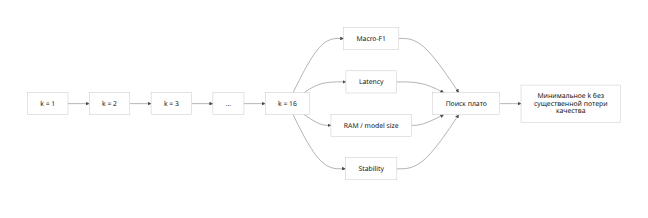 k = 1
k = 2
k = 3
...
k = 16
Macro-F1
Latency
RAM / model size
Stability
Поиск плато
Минимальное k без
существенной потери
качества